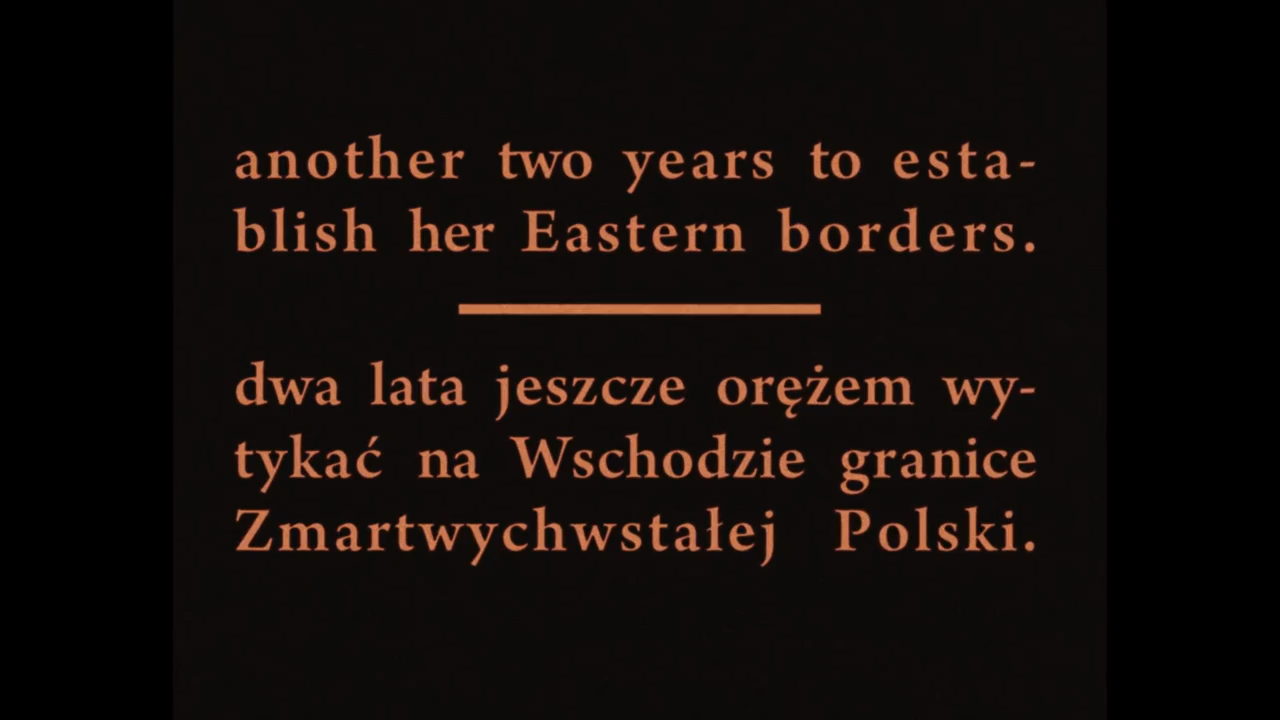 another two years to esta-
blish her Eastern borders.
dwa lata jeszcze orężem wy-
tykać na Wschodzie granice
Zmartwychwstałej Polski.